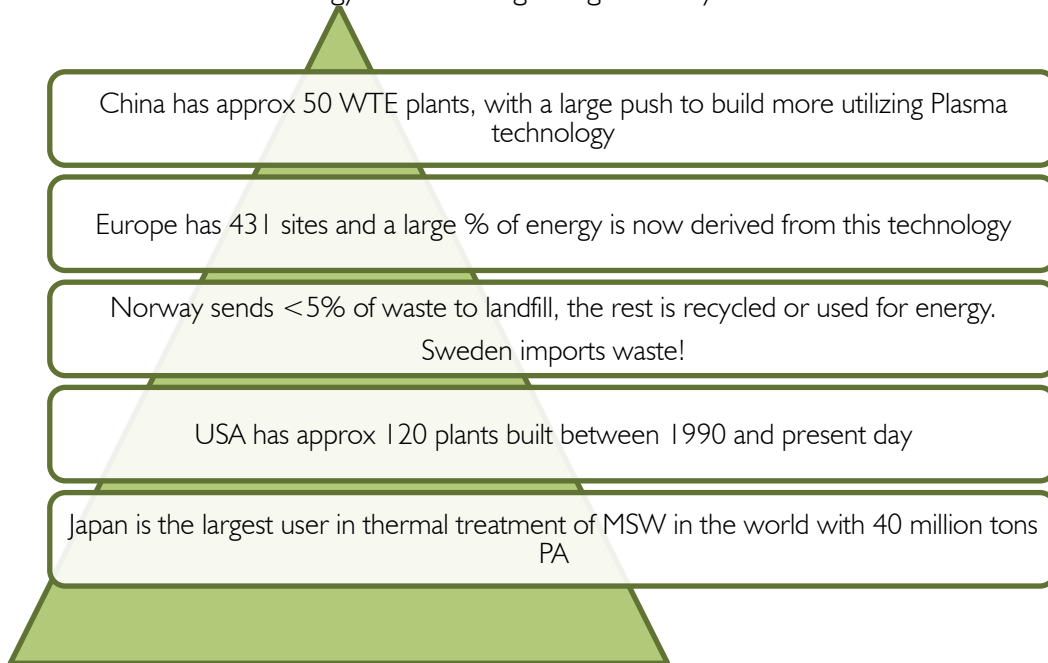 China has approx 50 WTE plants, with a large push to build more utilizing Plasma
technology
Europe has 431 sites and a large % of energy is now derived from this technology
Norway sends <5% of waste to landfill, the rest is recycled or used for energy.
Sweden imports waste!
USA has approx 120 plants built between 1990 and present day
Japan is the largest user in thermal treatment of MSW in the world with 40 million tons
PA